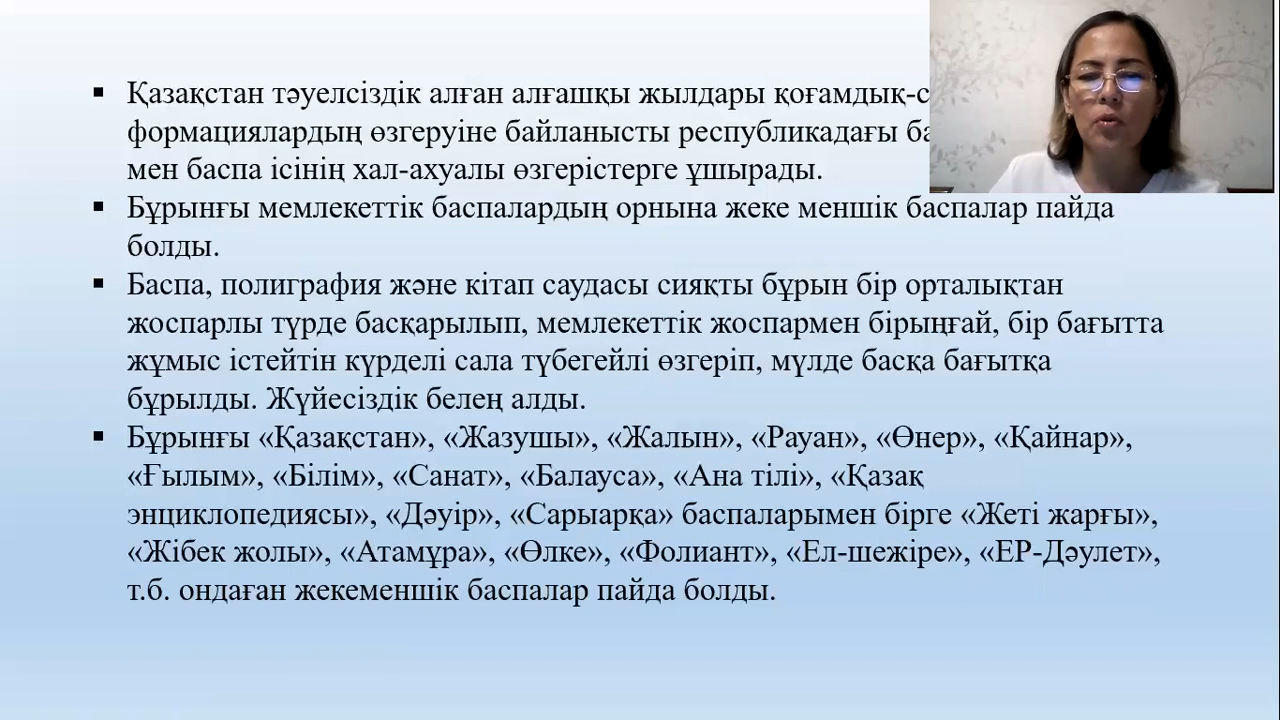 Қазақстан тәуелсіздік алған алғашқы жылдары
формациялардың өзгеруіне байланысты республикадағы
мен баспа ісінің хал-ахуалы өзгерістерге ұшырады.
Бұрынғы мемлекеттік баспалардың орнына жеке меншік баспалар пайда
болды.
Баспа, полиграфия және кітап саудасы сияқты бұрын бір орталықтан
жоспарлы түрде басқарылып, мемлекеттік жоспармен бірыңғай, бір бағытта
жұмыс істейтін күрделі сала түбегейлі өзгеріп, мүлде басқа бағытқа
бұрылды. Жүйесіздік белең алды.
Бұрынғы «Қазақстан», «Жазушы», «Жалын», «Рауан», «Өнер», «Қайнар»,
«Ғылым», «Білім», «Санат», «Балауса», «Ана тілі», «Қазақ
энциклопедиясы», «Дәуір», «Сарыарқа» баспаларымен бірге «Жеті жарғы»,
«Жібек жолы», «Атамұра», «Өлке», «Фолиант», «Ел-шежіре», «ЕР-Дәулет»,
т.б. ондаған жекеменшік баспалар пайда болды.